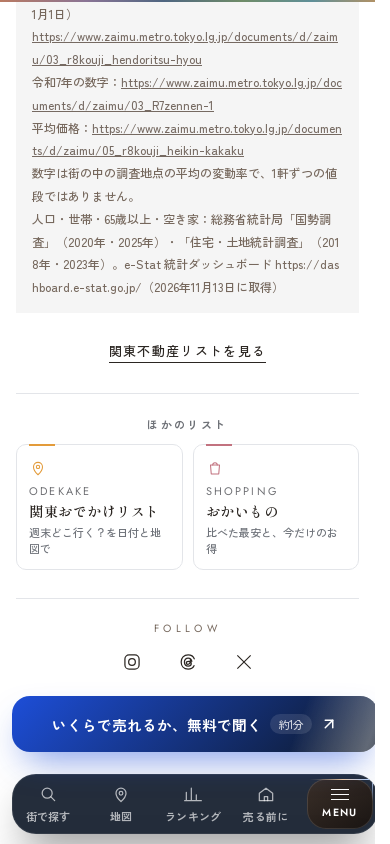 1月1日）
https://www.zaimu.metro.tokyo.lg.jp/documents/d/zaim
u/03_r8kouji_hendoritsu-hyou
令和7年の数字：https://www.zaimu.metro.tokyo.lg.jp/doc
uments/d/zaimu/03_R7zennen-1
平均価格：https://www.zaimu.metro.tokyo.lg.jp/documen
ts/d/zaimu/05_r8kouji_heikin-kakaku
数字は街の中の調査地点の平均の変動率で、1軒ずつの値
段ではありません。
人口・世帯・65歳以上・空き家：総務省統計局「国勢調
査」（2020年・2025年）・「住宅・土地統計調査」（201
8年・2023年）。e-Stat 統計ダッシュボード https://das
hboard.e-stat.go.jp/（2026年11月13日に取得）
関東不動産リストを見る
ほかのリスト
ODEKAKE
関東おでかけリスト
週末どこ行く？を日付と地
図で
SHOPPING
おかいもの
比べた最安と、今だけのお
得
FOLLOW
いくらで売れるか、無料で聞く 約1分
街で探す
地図
ランキング
売る前に
MENU